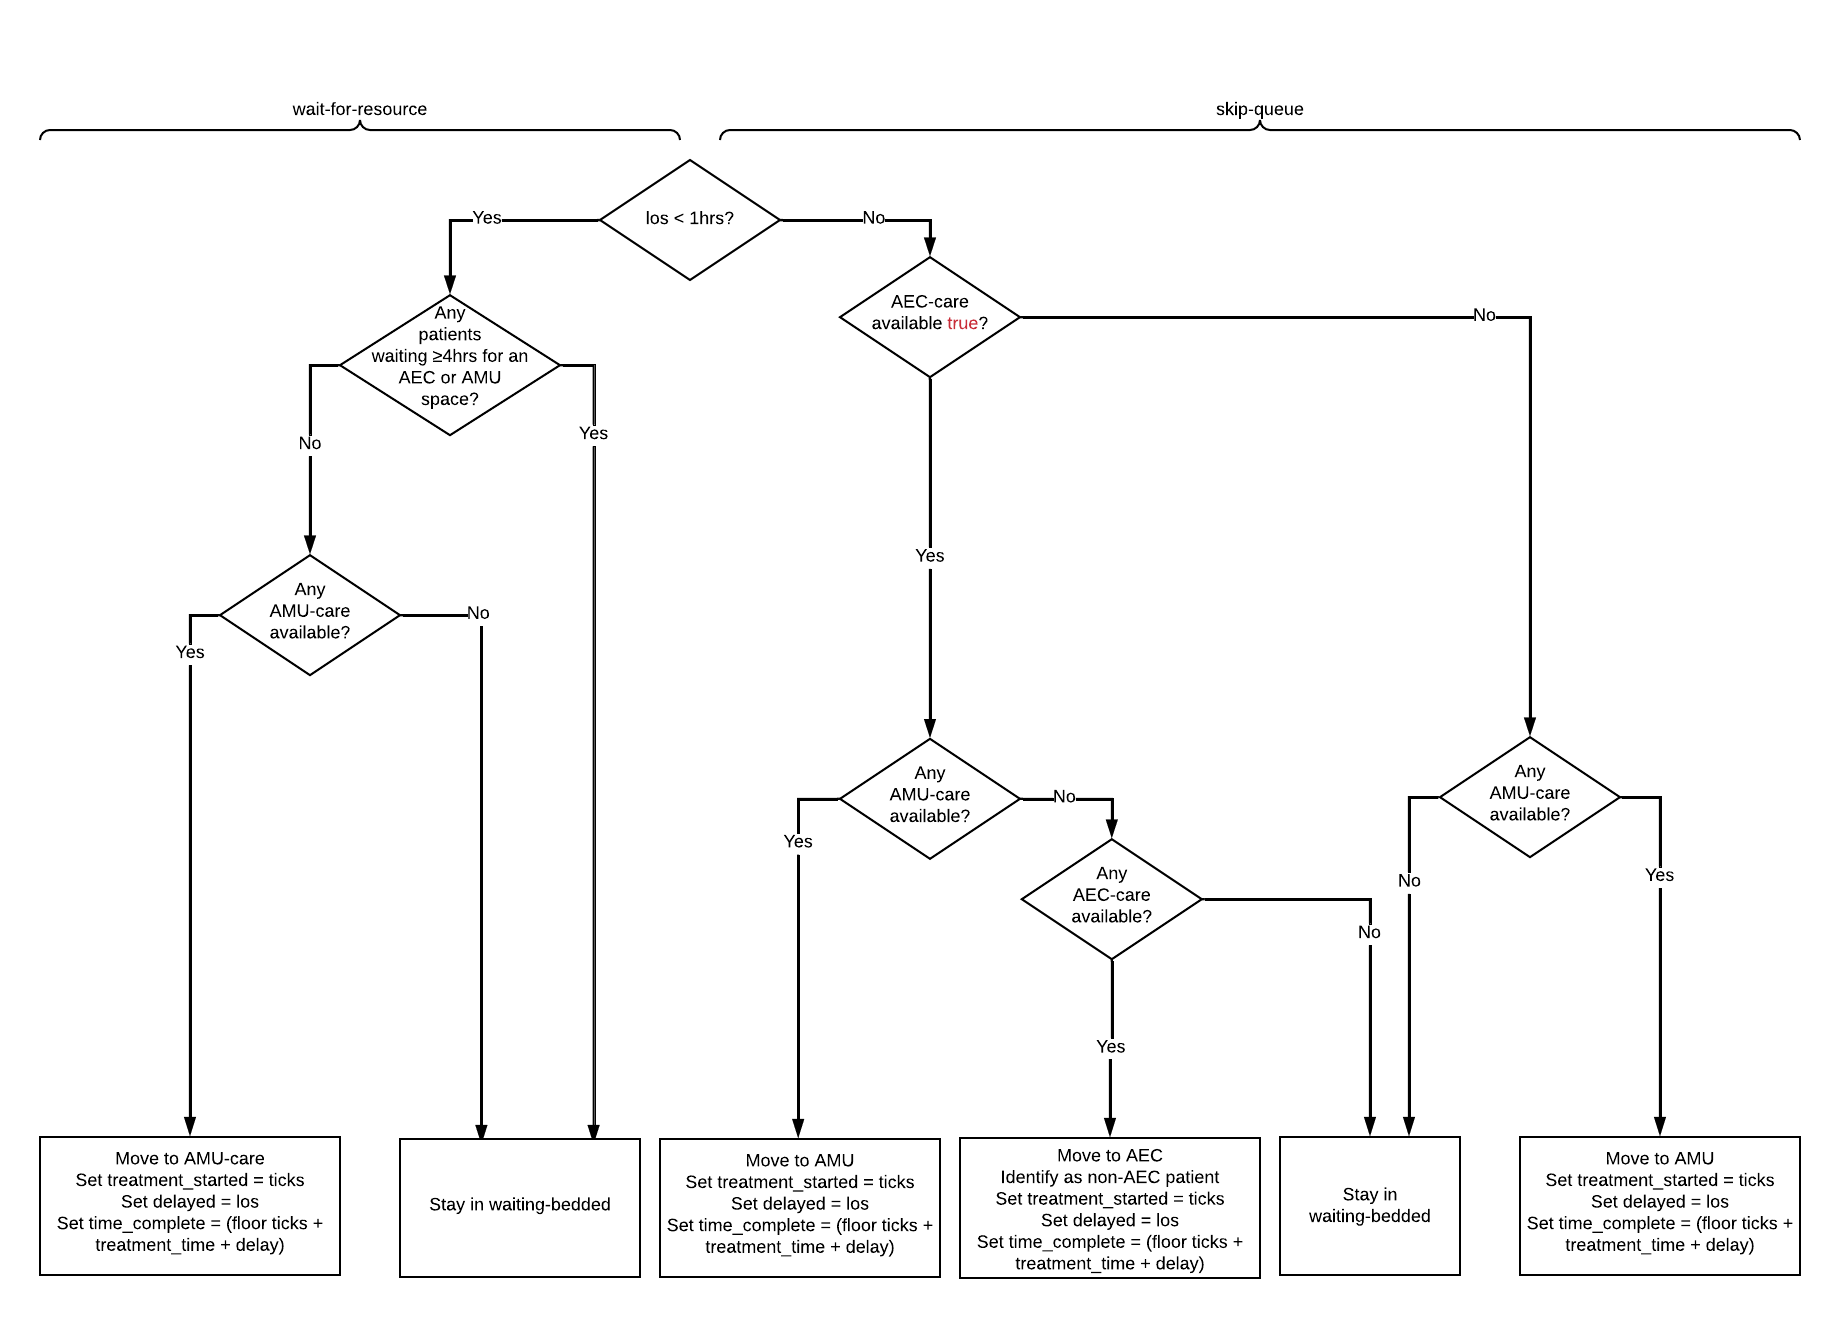 wait-for-resource
skip-queue
los < 1hrs?
Yes
No
AEC-care
available true?
No
Any
patients
waiting ≥4hrs for an
AEC or AMU
space?
No
Yes
Yes
Any
AMU-care
available?
Yes
No
Any
AMU-care
available?
Yes
No
Any
AEC-care
available?
No
Yes
Any
AMU-care
available?
No
Yes
Move to AMU-care
Set treatment_started = ticks
Set delayed = los
Set time_complete = (floor ticks +
treatment_time + delay)
Stay in waiting-bedded
Move to AMU
Set treatment_started = ticks
Set delayed = los
Set time_complete = (floor ticks +
treatment_time + delay)
Move to AEC
Identify as non-AEC patient
Set treatment_started = ticks
Set delayed = los
Set time_complete = (floor ticks +
treatment_time + delay)
Stay in
waiting-bedded
Move to AMU
Set treatment_started = ticks
Set delayed = los
Set time_complete = (floor ticks +
treatment_time + delay)